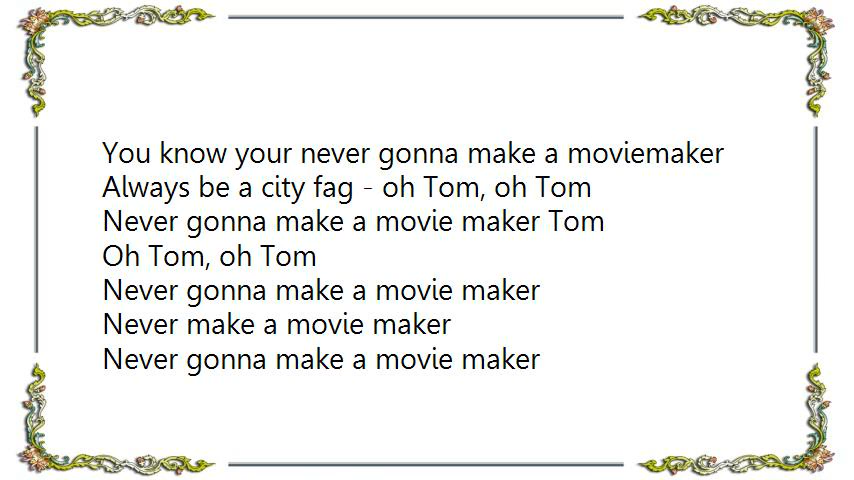 You know your never gonna make a moviemaker
Always be a city fag - oh Tom, oh Tom
Never gonna make a movie maker Tom
Oh Tom, oh Tom
Never gonna make a movie maker
Never make a movie maker
Never gonna make a movie maker